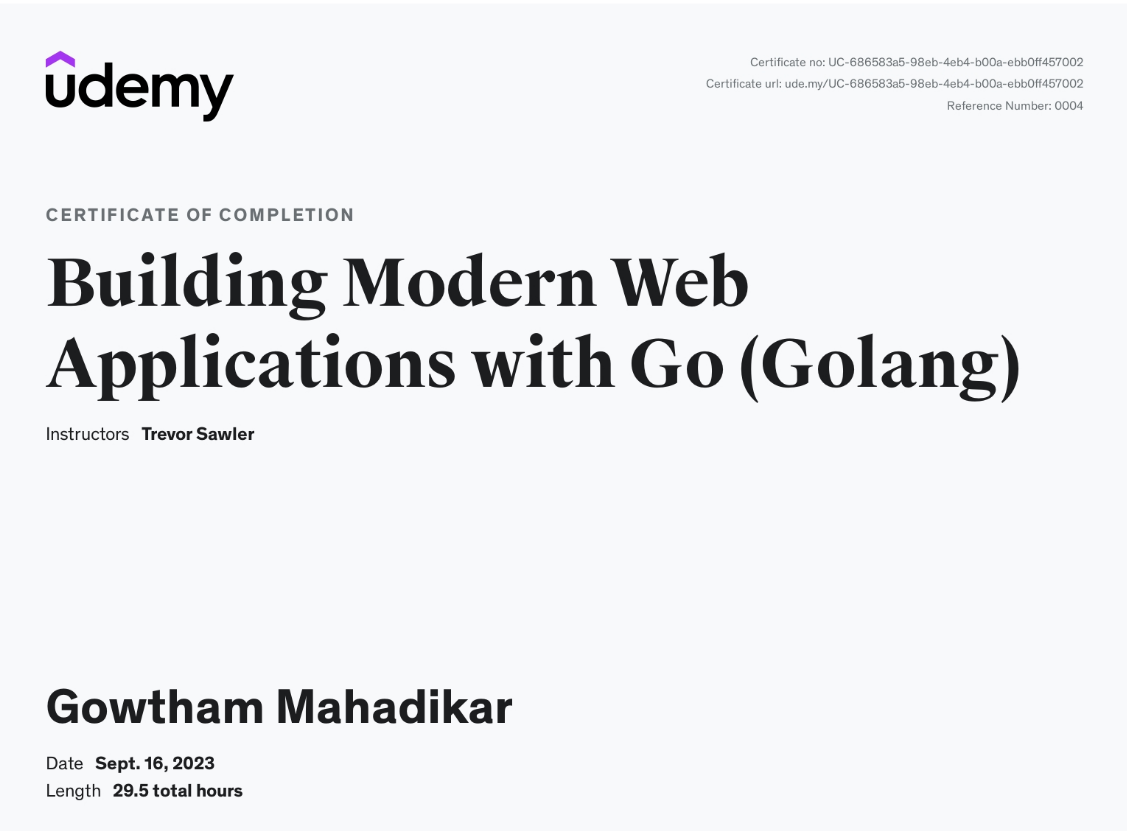 udemy
Certificate no: UC-686583a5-98eb-4eb4-b00a-ebb0ff457002
Certificate url: ude.my/UC-686583a5-98eb-4eb4-b00a-ebb0ff457002
Reference Number: 0004
CERTIFICATE OF COMPLETION
Building Modern Web
Applications with Go (Golang)
Instructors Trevor Sawler
Gowtham Mahadikar
Date Sept. 16, 2023
Length 29.5 total hours